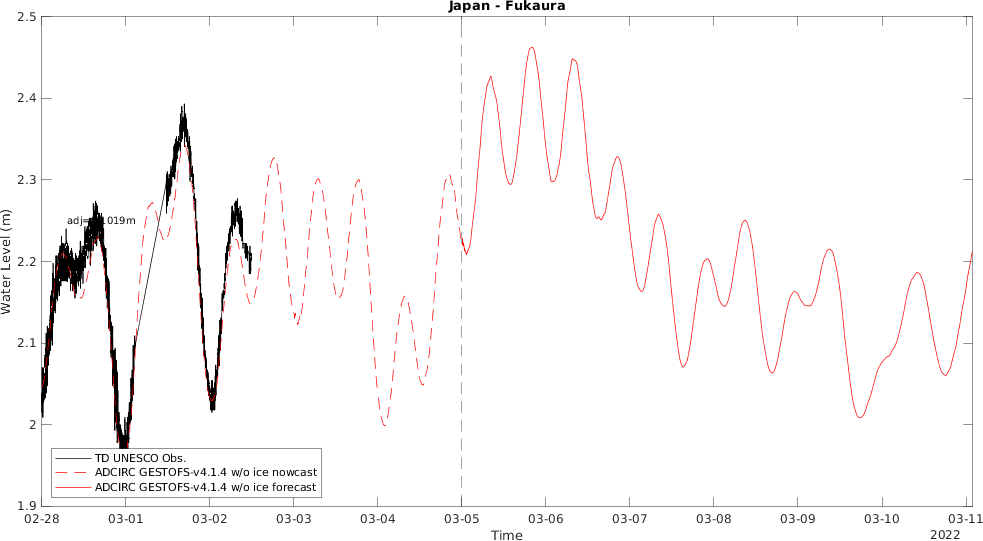 Japan - Fukaura
2.5
2.4
2.3
2.2
2.1
2
1.9
Water Level (m)
TD UNESCO Obs.
ADCIRC GESTOFS-v4.1.4 w/o ice nowcast
ADCIRC GESTOFS-v4.1.4 w/o ice forecast
02-28 03-01 03-02 03-03 03-04 03-05 03-06 03-07 03-08 03-09 03-10 03-11
Time
2022